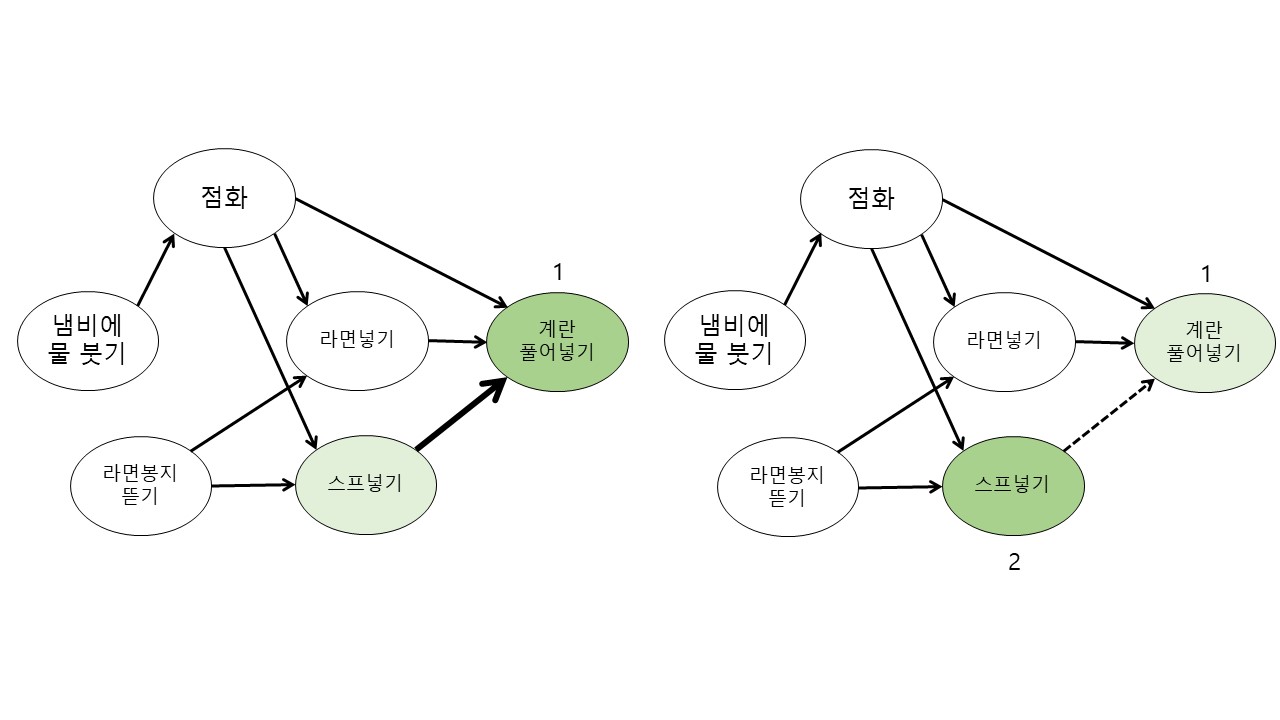 점화
1
냄비에
물 붓기
라면넣기
계란
풀어넣기
라면봉지
뜯기
스프넣기
점화
1
냄비에
물 붓기
라면넣기
계란
풀어넣기
라면봉지
뜯기
스프넣기
2